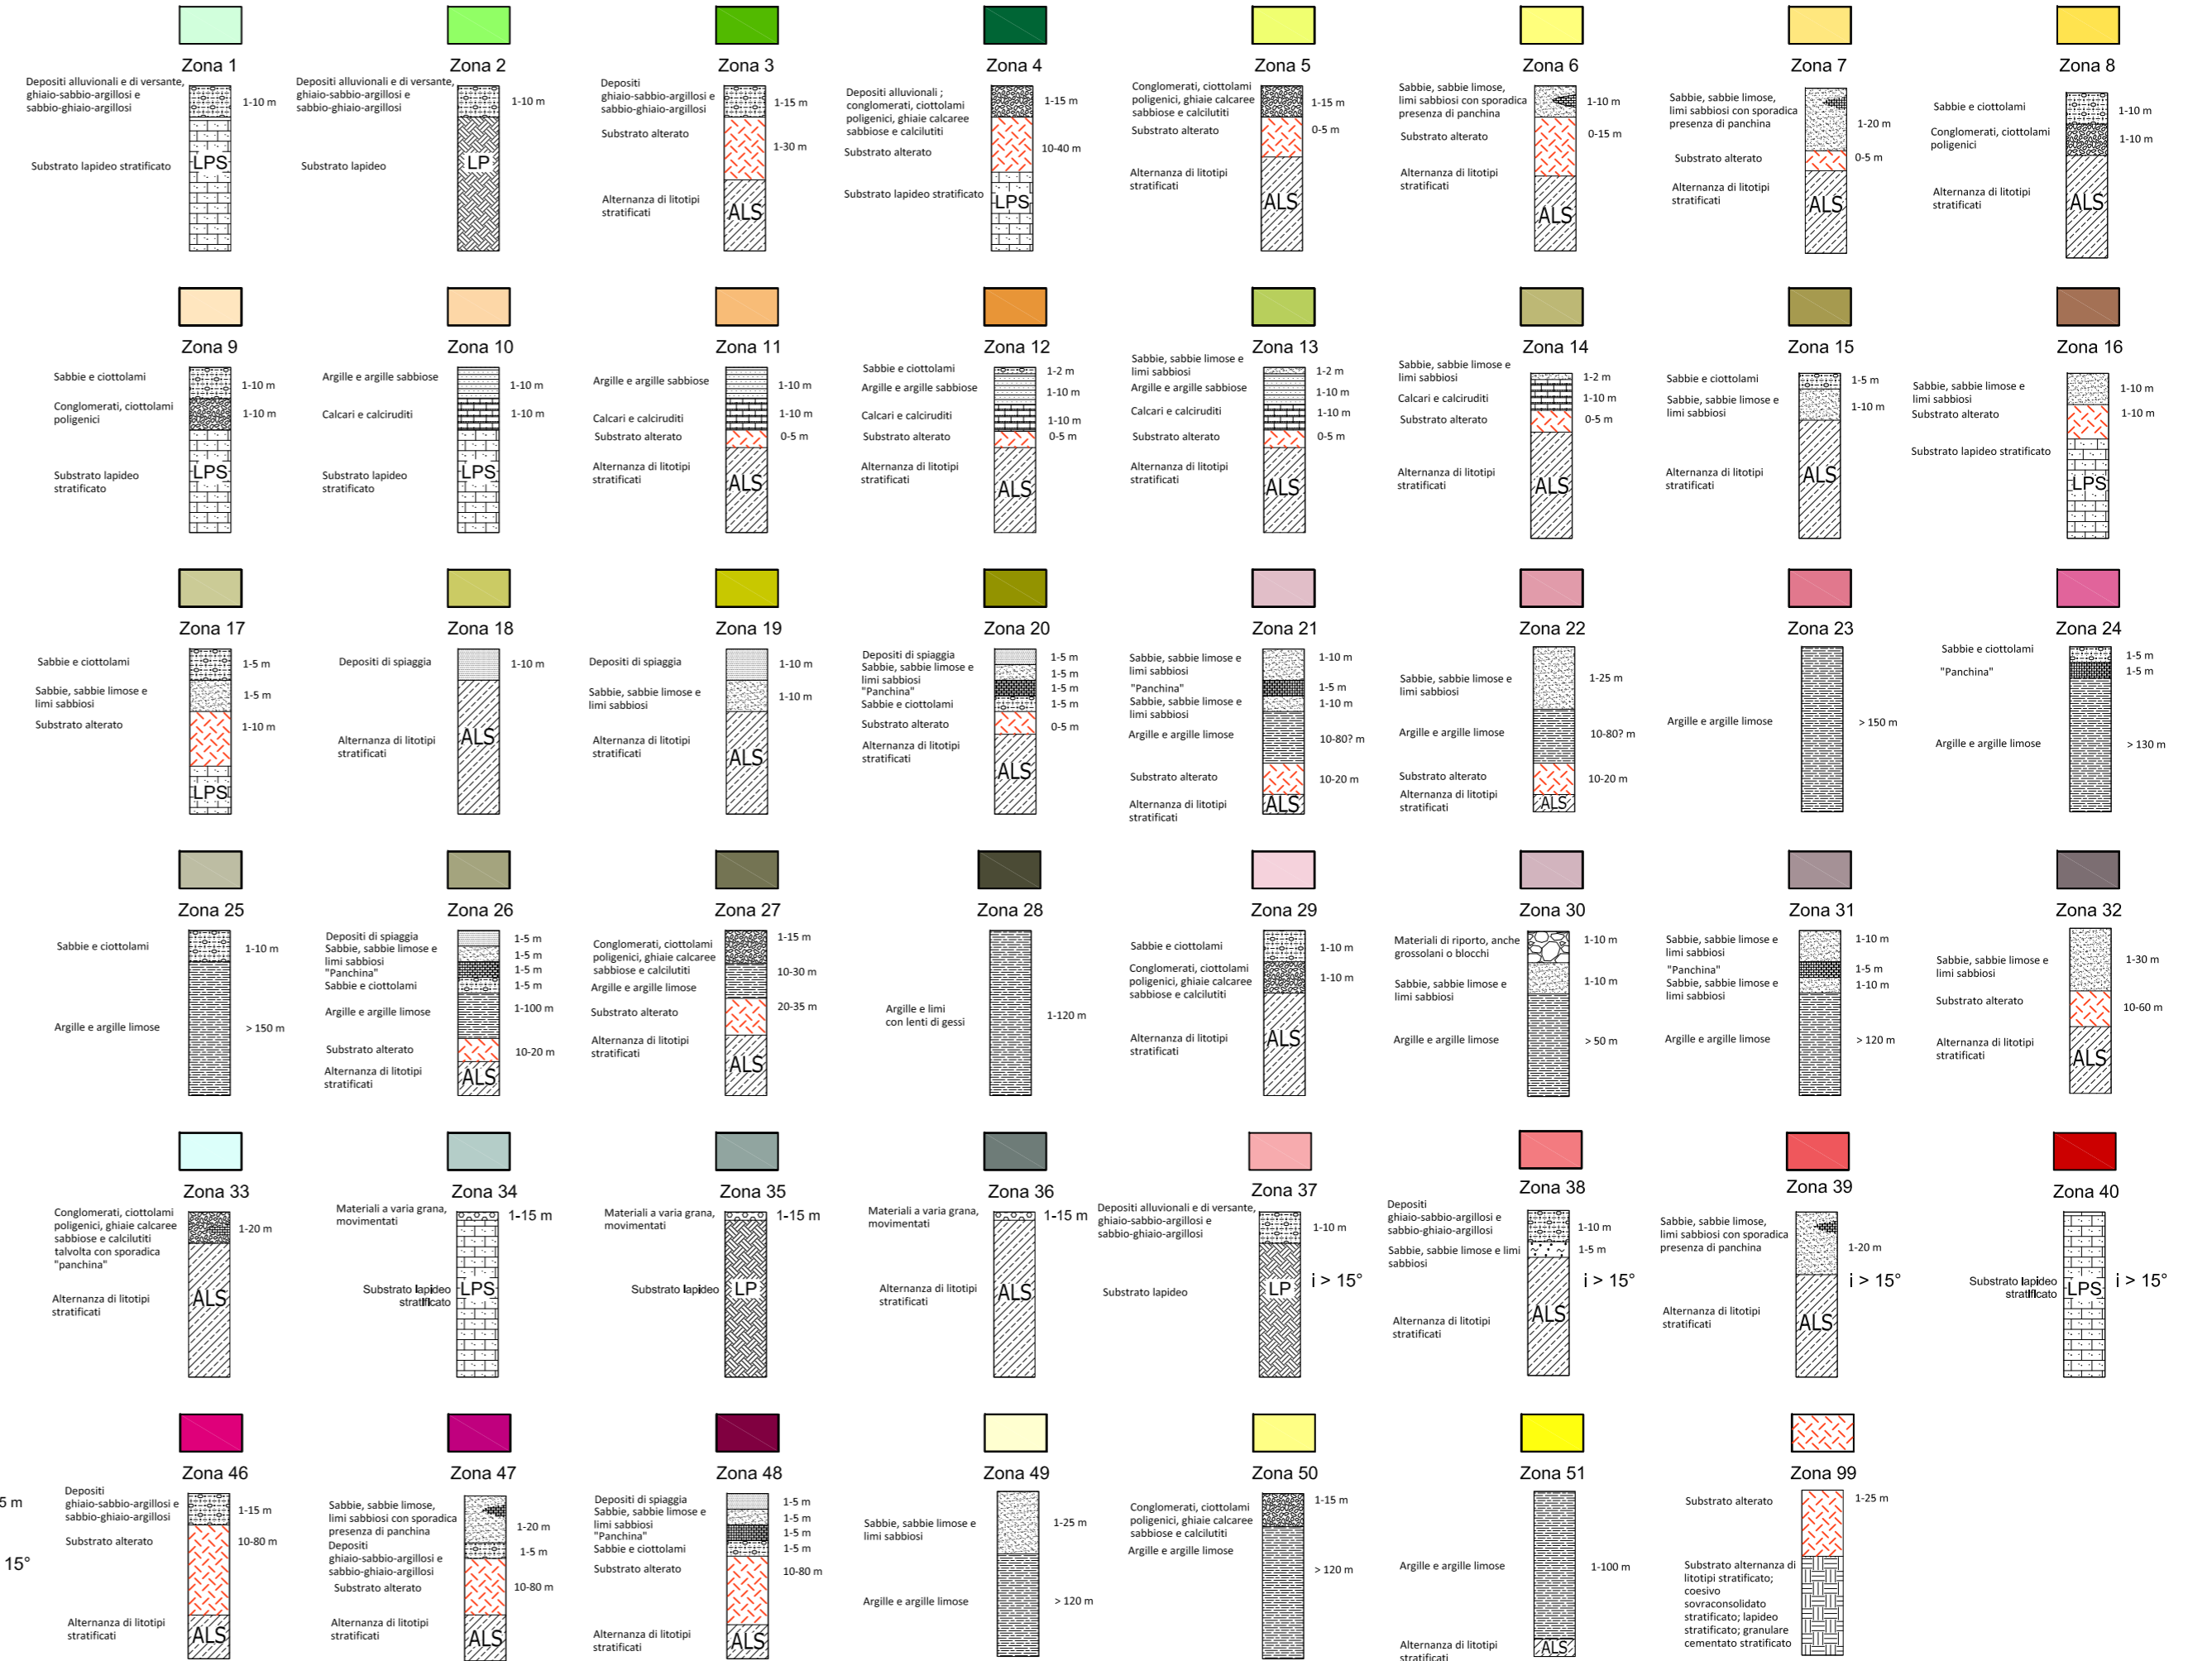 Zona 1
Depositi alluvionali e di versante,
ghiaio-sabbio-argillosi e
sabbio-ghiaio-argillosi
1-10 m
Substrato lapideo stratificato
LPS
Zona 2
Depositi alluvionali e di versante,
ghiaio-sabbio-argillosi e
sabbio-ghiaio-argillosi
1-10 m
Substrato lapideo
LP
Zona 3
Depositi
ghiaio-sabbio-argillosi e
sabbio-ghiaio-argillosi
1-15 m
Substrato alterato
1-30 m
Alternanza di litotipi
stratificati
ALS
Zona 4
Depositi alluvionali ;
conglomerati, ciottolami
poligenici, ghiaie calcaree
sabbiose e calcilutiti
1-15 m
Substrato alterato
10-40 m
Substrato lapideo stratificato
LPS
Zona 5
Conglomerati, ciottolami
poligenici, ghiaie calcaree
sabbiose e calcilutiti
1-15 m
Substrato alterato
0-5 m
Alternanza di litotipi
stratificati
ALS
Zona 6
Sabbie, sabbie limose,
limi sabbiosi con sporadica
presenza di panchina
1-10 m
Substrato alterato
0-15 m
Alternanza di litotipi
stratificati
ALS
Zona 7
Sabbie, sabbie limose,
limi sabbiosi con sporadica
presenza di panchina
1-20 m
Substrato alterato
0-5 m
Alternanza di litotipi
stratificati
ALS
Zona 8
Sabbie e ciottolami
1-10 m
Conglomerati, ciottolami
poligenici
1-10 m
Alternanza di litotipi
stratificati
ALS
Zona 9
Sabbie e ciottolami
1-10 m
Conglomerati, ciottolami
poligenici
1-10 m
Substrato lapideo
stratificato
LPS
Zona 10
Argille e argille sabbiose
1-10 m
Calcari e calciruditi
1-10 m
Substrato lapideo
stratificato
LPS
Zona 11
Argille e argille sabbiose
1-10 m
Calcari e calciruditi
1-10 m
Substrato alterato
0-5 m
Alternanza di litotipi
stratificati
ALS
Zona 12
Sabbie e ciottolami
1-2 m
Argille e argille sabbiose
1-10 m
Calcari e calciruditi
1-10 m
Substrato alterato
0-5 m
Alternanza di litotipi
stratificati
ALS
Zona 13
Sabbie, sabbie limose e
limi sabbiosi
1-2 m
Argille e argille sabbiose
1-10 m
Calcari e calciruditi
1-10 m
Substrato alterato
0-5 m
Alternanza di litotipi
stratificati
ALS
Zona 14
Sabbie, sabbie limose e
limi sabbiosi
1-2 m
Calcari e calciruditi
1-10 m
Substrato alterato
0-5 m
Alternanza di litotipi
stratificati
ALS
Zona 15
Sabbie e ciottolami
1-5 m
Sabbie, sabbie limose e
limi sabbiosi
1-10 m
Alternanza di litotipi
stratificati
ALS
Zona 16
Sabbie, sabbie limose e
limi sabbiosi
1-10 m
Substrato alterato
1-10 m
Substrato lapideo stratificato
LPS
Zona 17
Sabbie e ciottolami
1-5 m
Sabbie, sabbie limose e
limi sabbiosi
1-5 m
Substrato alterato
1-10 m
LPS
Zona 18
Depositi di spiaggia
1-10 m
Alternanza di litotipi
stratificati
ALS
Zona 19
Depositi di spiaggia
1-10 m
Sabbie, sabbie limose e
limi sabbiosi
1-10 m
Alternanza di litotipi
stratificati
ALS
Zona 20
Depositi di spiaggia
1-5 m
Sabbie, sabbie limose e
limi sabbiosi
1-5 m
"Panchina"
1-5 m
Sabbie e ciottolami
1-5 m
Substrato alterato
0-5 m
Alternanza di litotipi
stratificati
ALS
Zona 21
Sabbie, sabbie limose e
limi sabbiosi
1-10 m
"Panchina"
1-5 m
Sabbie, sabbie limose e
limi sabbiosi
1-10 m
Argille e argille limose
10-80? m
Substrato alterato
10-20 m
Alternanza di litotipi
stratificati
ALS
Zona 22
Sabbie, sabbie limose e
limi sabbiosi
1-25 m
Argille e argille limose
10-80? m
Substrato alterato
10-20 m
Alternanza di litotipi
stratificati
ALS
Zona 23
Argille e argille limose
> 150 m
Zona 24
Sabbie e ciottolami
1-5 m
"Panchina"
1-5 m
Argille e argille limose
> 130 m
Zona 25
Sabbie e ciottolami
1-10 m
Argille e argille limose
> 150 m
Zona 26
Depositi di spiaggia
1-5 m
Sabbie, sabbie limose e
limi sabbiosi
1-5 m
"Panchina"
1-5 m
Sabbie e ciottolami
1-5 m
Argille e argille limose
1-100 m
Substrato alterato
10-20 m
Alternanza di litotipi
stratificati
ALS
Zona 27
Conglomerati, ciottolami
poligenici, ghiaie calcaree
sabbiose e calcilutiti
1-15 m
Argille e argille limose
10-30 m
Substrato alterato
20-35 m
Alternanza di litotipi
stratificati
ALS
Zona 28
Argille e limi
con lenti di gessi
1-120 m
Zona 29
Sabbie e ciottolami
1-10 m
Conglomerati, ciottolami
poligenici, ghiaie calcaree
sabbiose e calcilutiti
1-10 m
Alternanza di litotipi
stratificati
ALS
Zona 30
Materiali di riporto, anche
grossolani o blocchi
1-10 m
Sabbie, sabbie limose e
limi sabbiosi
1-10 m
Argille e argille limose
> 50 m
Zona 31
Sabbie, sabbie limose e
limi sabbiosi
1-10 m
"Panchina"
1-5 m
Sabbie, sabbie limose e
limi sabbiosi
1-10 m
Argille e argille limose
> 120 m
Zona 32
Sabbie, sabbie limose e
limi sabbiosi
1-30 m
Substrato alterato
10-60 m
Alternanza di litotipi
stratificati
ALS
Zona 33
Conglomerati, ciottolami
poligenici, ghiaie calcaree
sabbiose e calcilutiti
talvolta con sporadica
"panchina"
1-20 m
Alternanza di litotipi
stratificati
ALS
Zona 34
Materiali a varia grana,
movimentati
1-15 m
Substrato lapideo
stratificato
LPS
Zona 35
Materiali a varia grana,
movimentati
1-15 m
Substrato lapideo
LP
Zona 36
Materiali a varia grana,
movimentati
1-15 m
Alternanza di litotipi
stratificati
ALS
Zona 37
Depositi alluvionali e di versante,
ghiaio-sabbio-argillosi e
sabbio-ghiaio-argillosi
1-10 m
Substrato lapideo
LP
i > 15°
Zona 38
Depositi
ghiaio-sabbio-argillosi e
sabbio-ghiaio-argillosi
1-10 m
Sabbie, sabbie limose e limi
sabbiosi
1-5 m
i > 15°
Alternanza di litotipi
stratificati
ALS
Zona 39
Sabbie, sabbie limose,
limi sabbiosi con sporadica
presenza di panchina
1-20 m
i > 15°
Alternanza di litotipi
stratificati
ALS
Zona 40
Substrato lapideo
stratificato
LPS
i > 15°
5 m
15°
Zona 46
Depositi
ghiaio-sabbio-argillosi e
sabbio-ghiaio-argillosi
1-15 m
Substrato alterato
10-80 m
Alternanza di litotipi
stratificati
ALS
Zona 47
Sabbie, sabbie limose,
limi sabbiosi con sporadica
presenza di panchina
1-20 m
Depositi
ghiaio-sabbio-argillosi e
sabbio-ghiaio-argillosi
1-5 m
Substrato alterato
10-80 m
Alternanza di litotipi
stratificati
ALS
Zona 48
Depositi di spiaggia
1-5 m
Sabbie, sabbie limose e
limi sabbiosi
1-5 m
"Panchina"
1-5 m
Sabbie e ciottolami
1-5 m
Substrato alterato
10-80 m
Alternanza di litotipi
stratificati
ALS
Zona 49
Sabbie, sabbie limose e
limi sabbiosi
1-25 m
Argille e argille limose
> 120 m
Zona 50
Conglomerati, ciottolami
poligenici, ghiaie calcaree
sabbiose e calcilutiti
1-15 m
Argille e argille limose
> 120 m
Zona 51
Argille e argille limose
1-100 m
Alternanza di litotipi
stratificati
ALS
Zona 99
Substrato alterato
1-25 m
Substrato alternanza di
litotipi stratificato;
coesivo
sovraconsolidato
stratificato; lapideo
stratificato; granulare
cementato stratificato